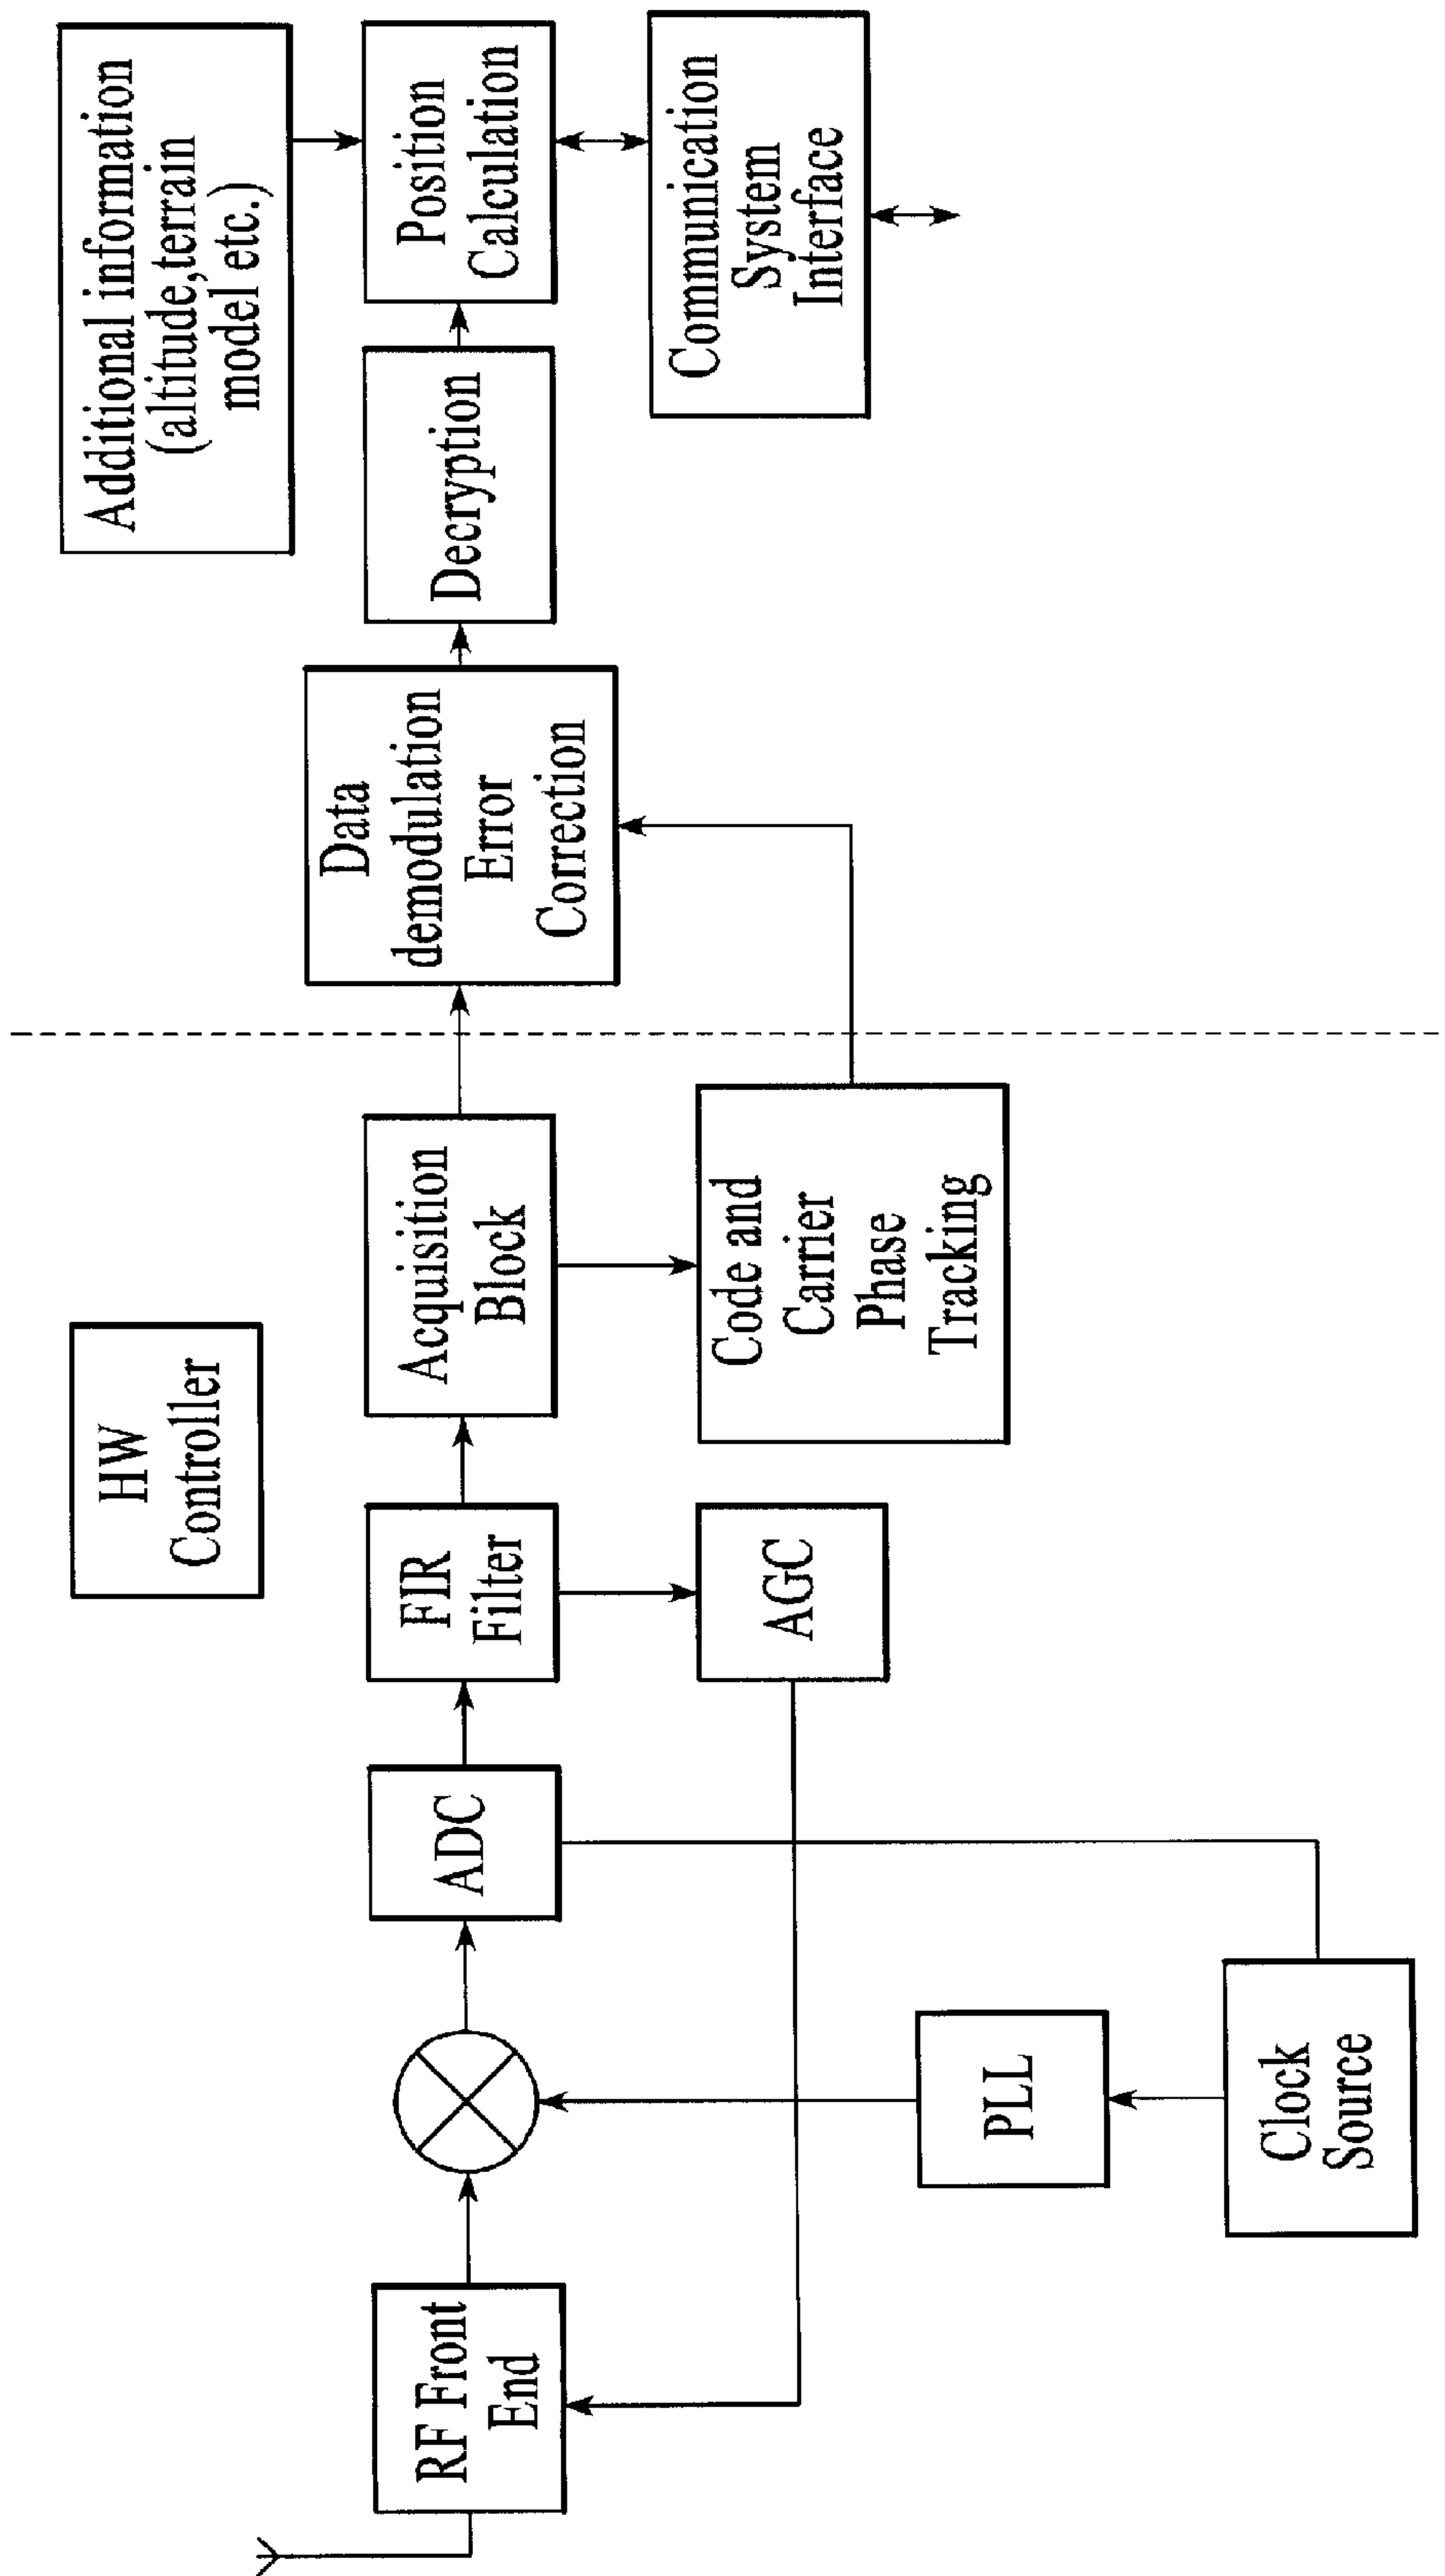 Additional information
(altitude,terrain
model etc.)
HW
Controller
RF Front
End
ADC
FIR
Filter
Acquisition
Block
Data
demodulation
Error
Correction
Decryption
Position
Calculation
AGC
Code and
Carrier
Phase
Tracking
Communication
System
Interface
PLL
Clock
Source